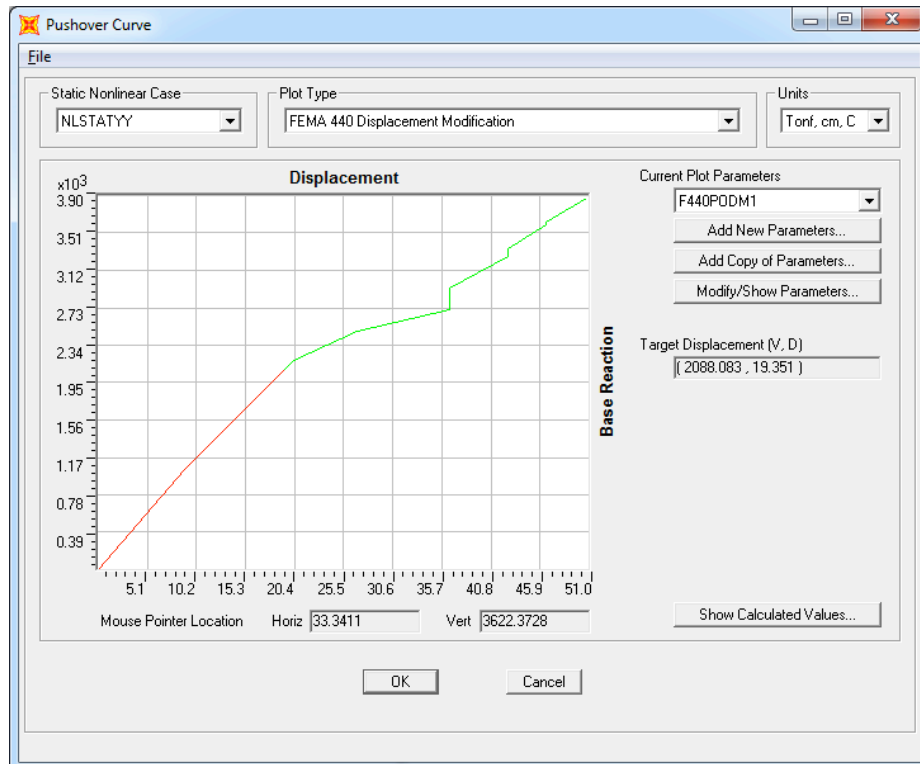 Pushover Curve
File
Static Nonlinear Case
NLSTATYY
Plot Type
FEMA 440 Displacement Modification
Units
Tonf, cm, C
Displacement
x10³
3.90
3.51
3.12
2.73
2.34
1.95
1.56
1.17
0.78
0.39
5.1 10.2 15.3 20.4 25.5 30.6 35.7 40.8 45.9 51.0
Base Reaction
Mouse Pointer Location Horiz 33.3411 Vert 3622.3728
Current Plot Parameters
F440PODM1
Add New Parameters...
Add Copy of Parameters...
Modify/Show Parameters...
Target Displacement (V, D)
( 2088.083 , 19.351 )
Show Calculated Values...
OK
Cancel